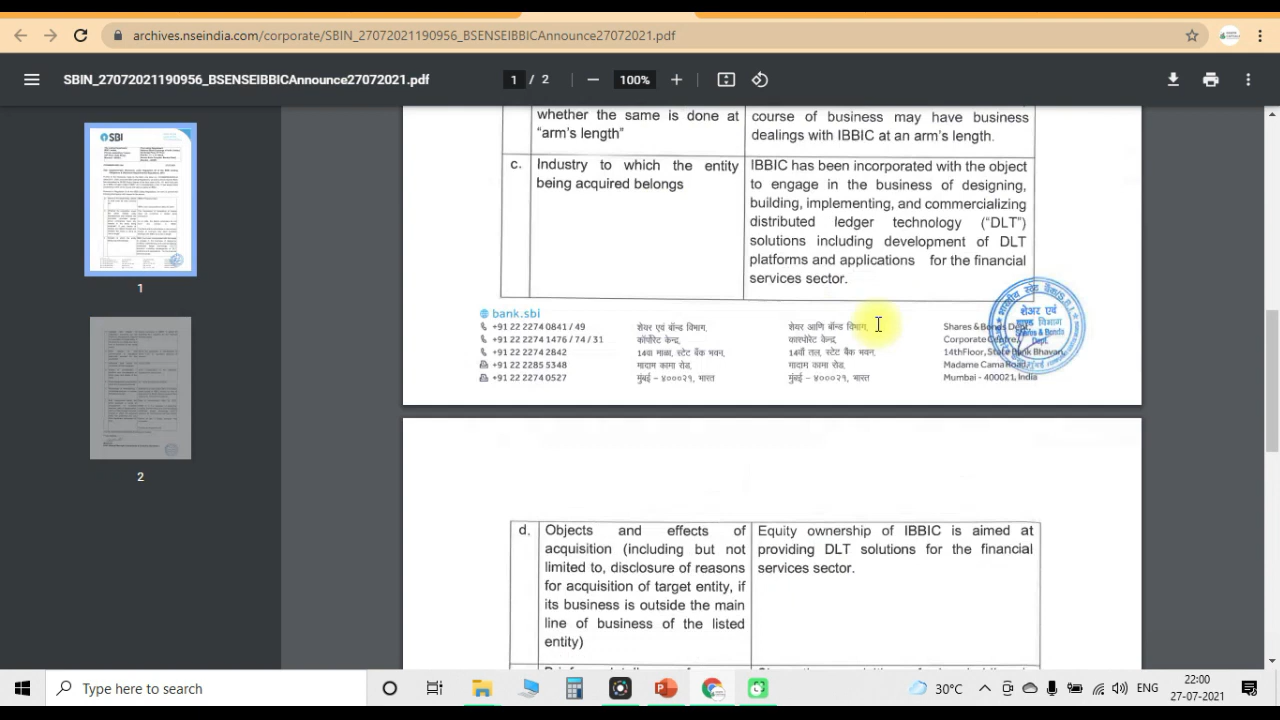 archives.nseindia.com/corporate/SBIN_27072021190956_BSENSEIBBICAnnounce27072021.pdf
SBIN_27072021190956_BSENSEIBBICAnnounce27072021.pdf
1 / 2
100%
SBI
1
2
whether the same is done at
“arm's length”
course of business may have business
dealings with IBBIC at an arm's length.
c.
Industry to which the entity
being acquired belongs
IBBIC has been incorporated with the object
to engage in the business of designing,
building, implementing, and commercializing
distributed ledger technology (“DLT”)
solutions including development of DLT
platforms and applications for the financial
services sector.
bank.sbi
+91 22 2274 0841 / 49
+91 22 2274 1476 / 74 / 31
+91 22 2274 2842
+91 22 2285 5348
+91 22 2274 0527
शेयर एवं बॉन्ड विभाग,
कॉर्पोरेट केन्द्र,
14वा माळा, स्टेट बैंक भवन,
मादाम कामा रोड,
मुंबई – ४०००२१, भारत
शेयर आणि बॉन्ड विभाग,
कारपोरेट केन्द्र,
14वाँ तल, स्टेट बैंक भवन,
मादाम कामा रोड,
मुंबई – ४०००२१, भारत
Shares & Bonds Dept,
Corporate Centre,
14thFloor, State Bank Bhavan,
Madame Cama Road,
Mumbai - 400021, India
शेअर एवं
विभाग
Shares & Bonds
Dept.
d.
Objects and effects of
acquisition (including but not
limited to, disclosure of reasons
for acquisition of target entity, if
its business is outside the main
line of business of the listed
entity)
Equity ownership of IBBIC is aimed at
providing DLT solutions for the financial
services sector.
Type here to search
30°C
ENG
22:00
27-07-2021